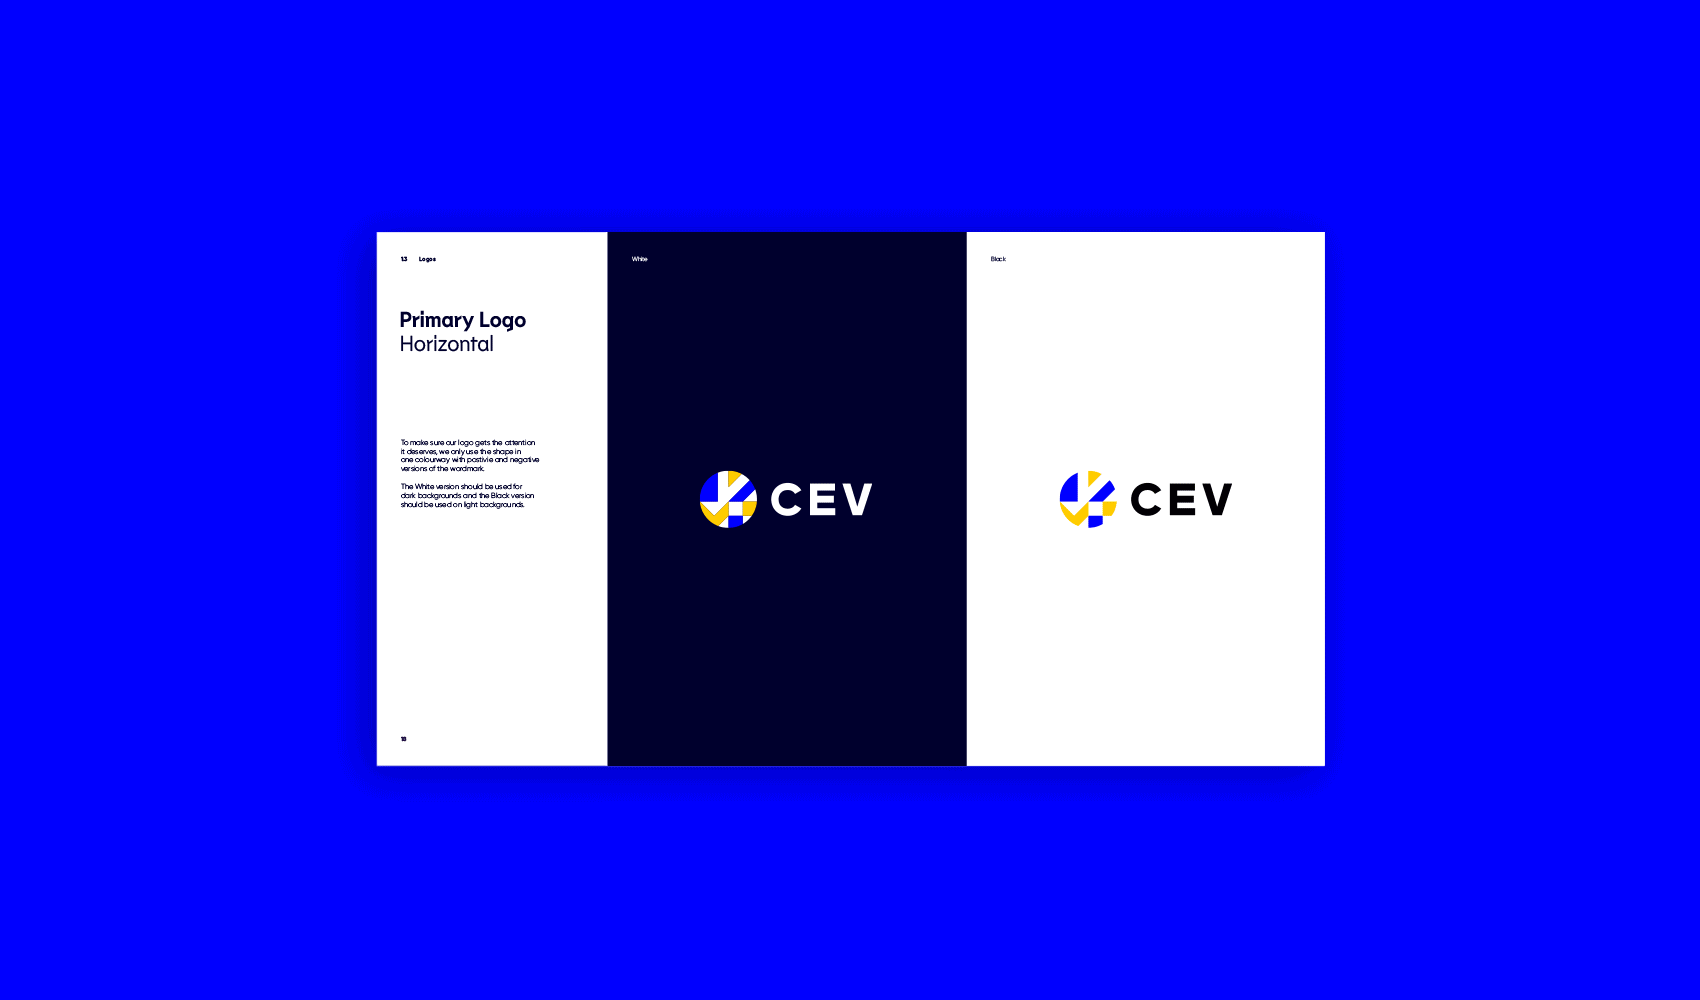 1.3 Logos
Primary Logo
Horizontal
To make sure our logo gets the attention
it deserves, we only use the shape in
one colourway with postivie and negative
versions of the wordmark.
The White version should be used for
dark backgrounds and the Black version
should be used on light backgrounds.
18
White
CEV
Black
CEV